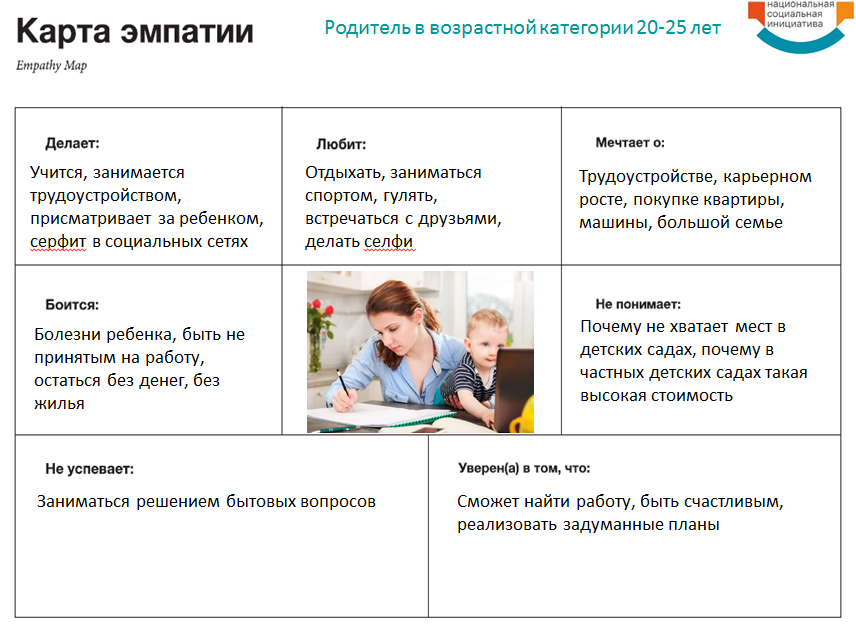 Карта эмпатии
Empathy Map
Родитель в возрастной категории 20-25 лет
национальная
социальная
инициатива
Делает:
Учится, занимается
трудоустройством,
присматривает за ребенком,
серфит в социальных сетях
Любит:
Отдыхать, заниматься
спортом, гулять,
встречаться с друзьями,
делать селфи
Мечтает о:
Трудоустройстве, карьерном
росте, покупке квартиры,
машины, большой семье
Боится:
Болезни ребенка, быть не
принятым на работу,
остаться без денег, без
жилья
Не понимает:
Почему не хватает мест в
детских садах, почему в
частных детских садах такая
высокая стоимость
Не успевает:
Заниматься решением бытовых вопросов
Уверен(а) в том, что:
Сможет найти работу, быть счастливым,
реализовать задуманные планы